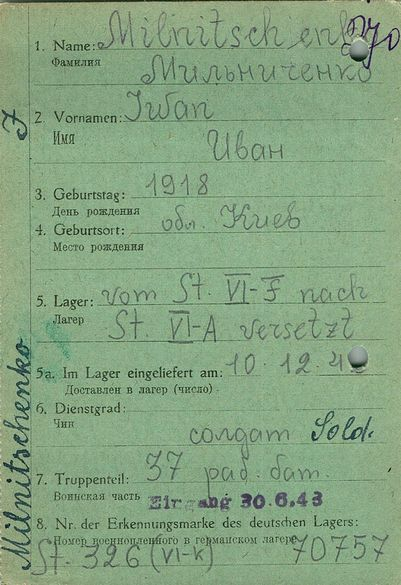 270
1. Name: Milnitschenko
Фамилия Мильниченко
2 Vornamen: Iwan
Имя Иван
3. Geburtstag: 1918
День рождения
4. Geburtsort: обл. Киев
Место рождения
5. Lager: vom St. VI-F nach
Лагерь St. VI-A versetzt
5a. Im Lager eingeliefert am: 10.12.42
Доставлен в лагерь (число)
6. Dienstgrad:
Чин солдат Sold.
7. Truppenteil: 37 рад. бат.
Воинская часть Eingang 30.6.43
8. Nr. der Erkennungsmarke des deutschen Lagers:
Номер военнопленного в германском лагере 70757
St. 326 (VI-K)
Milnitschenko J